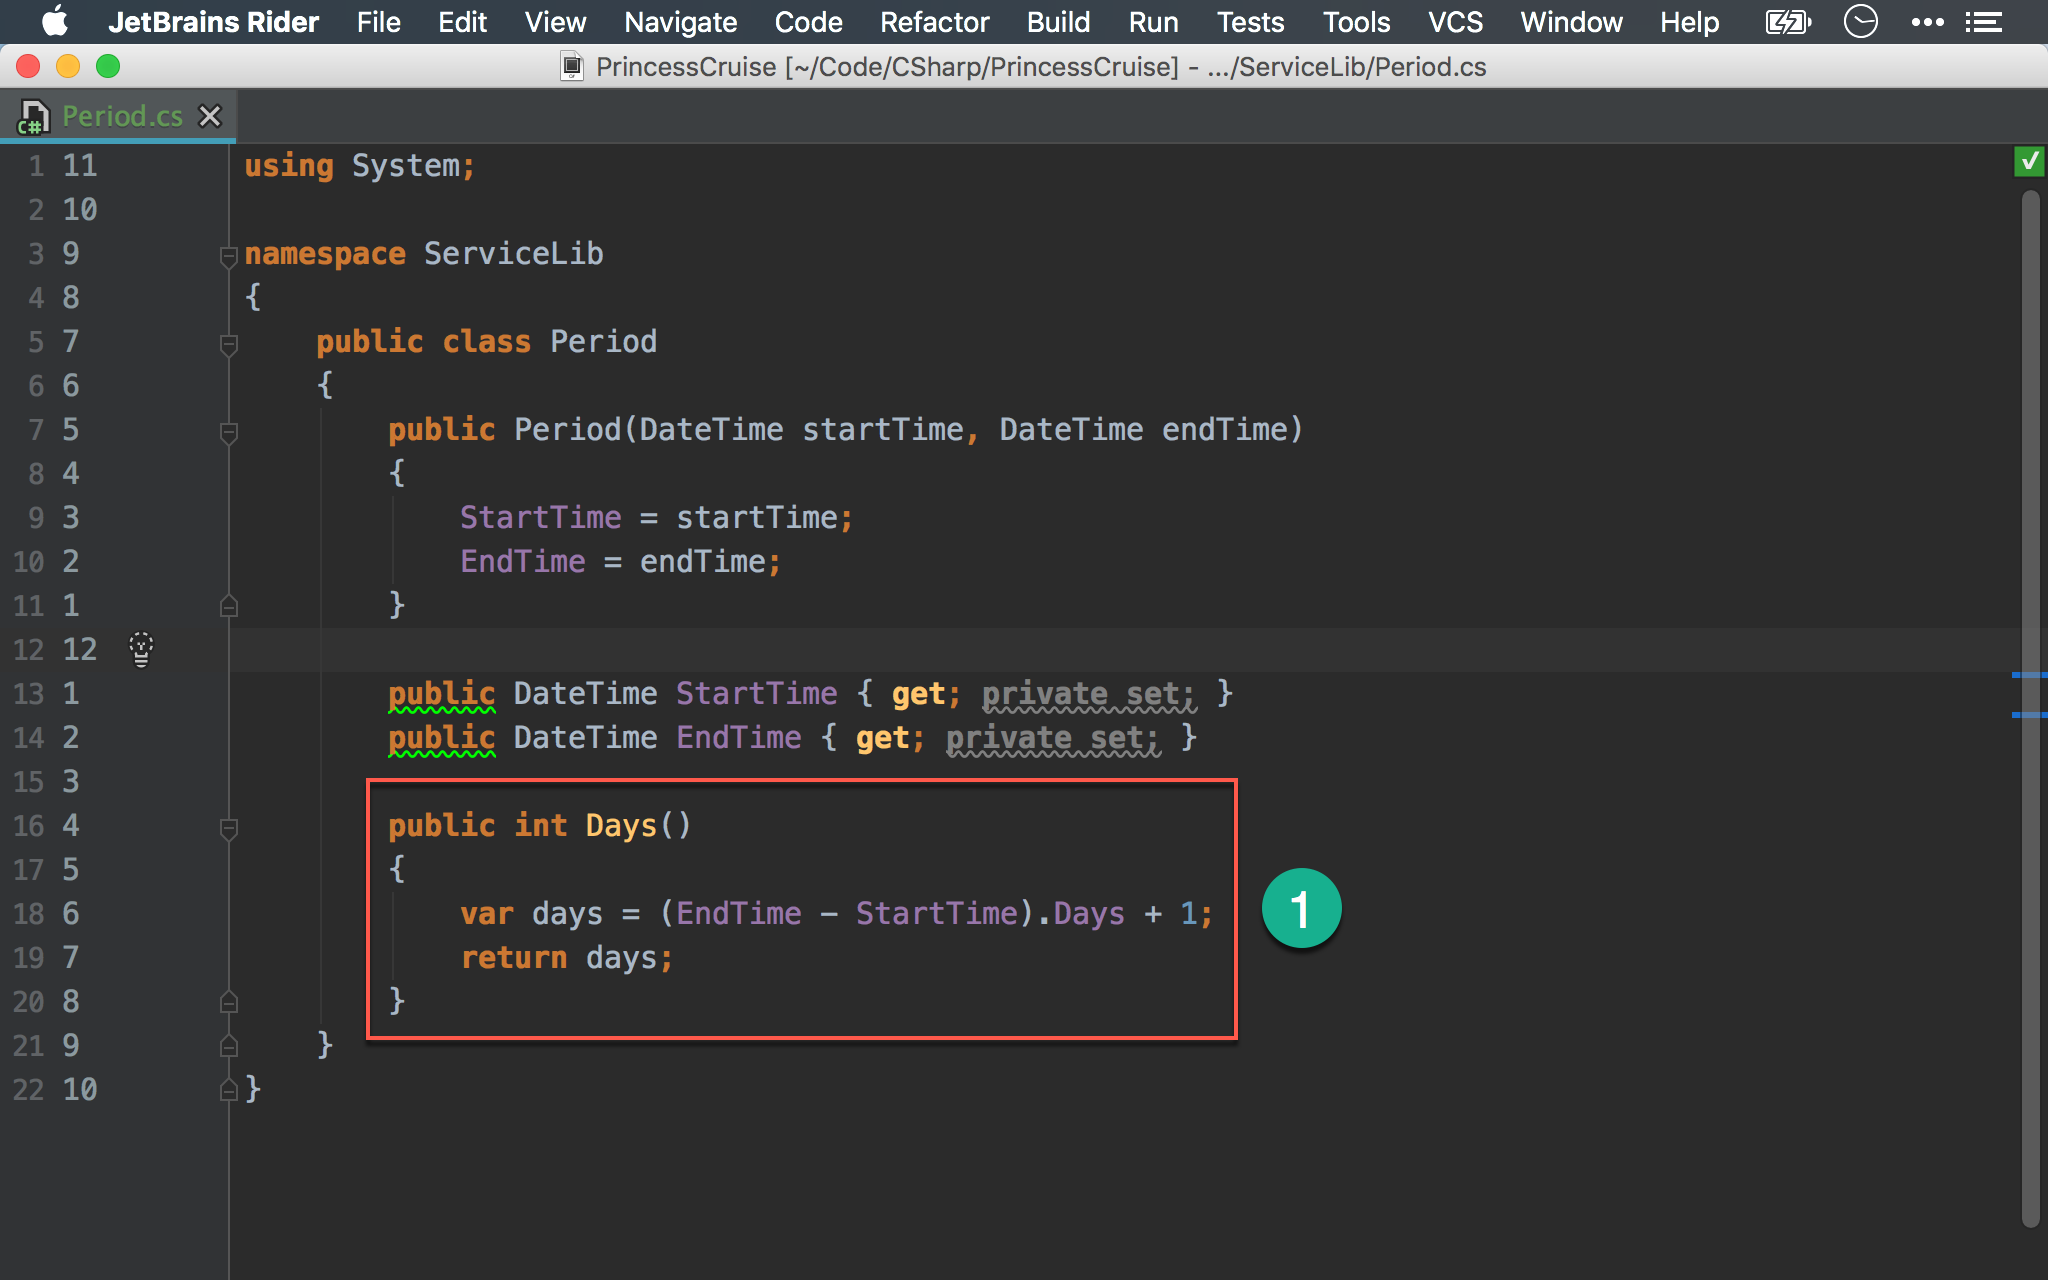 JetBrains Rider File Edit View Navigate Code Refactor Build Run Tests Tools VCS Window Help
PrincessCruise [~/Code/CSharp/PrincessCruise] - .../ServiceLib/Period.cs
C# Period.cs
1 11 using System;
2 10
3 9 namespace ServiceLib
4 8 {
5 7 public class Period
6 6 {
7 5 public Period(DateTime startTime, DateTime endTime)
8 4 {
9 3 StartTime = startTime;
10 2 EndTime = endTime;
11 1 }
12 12
13 1 public DateTime StartTime { get; private set; }
14 2 public DateTime EndTime { get; private set; }
15 3
16 4 public int Days()
17 5 {
18 6 var days = (EndTime - StartTime).Days + 1;
19 7 return days;
20 8 }
21 9 }
22 10 }
1